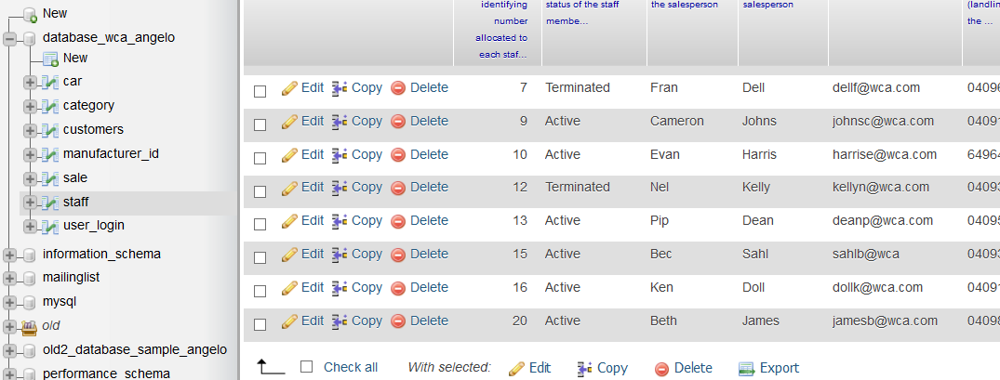 New
database_wca_angelo
New
car
category
customers
manufacturer_id
sale
staff
user_login
information_schema
mailinglist
mysql
old
old2_database_sample_angelo
performance_schema
identifying
number
allocated to
each staf...
status of the staff
membe...
the salesperson
salesperson
(landlin
the ...
Edit Copy Delete 7 Terminated Fran Dell dellf@wca.com 04096
Edit Copy Delete 9 Active Cameron Johns johnsc@wca.com 04091
Edit Copy Delete 10 Active Evan Harris harrise@wca.com 64964
Edit Copy Delete 12 Terminated Nel Kelly kellyn@wca.com 04093
Edit Copy Delete 13 Active Pip Dean deanp@wca.com 04095
Edit Copy Delete 15 Active Bec Sahl sahlb@wca 04093
Edit Copy Delete 16 Active Ken Doll dollk@wca.com 04091
Edit Copy Delete 20 Active Beth James jamesb@wca.com 04098
Check all With selected: Edit Copy Delete Export